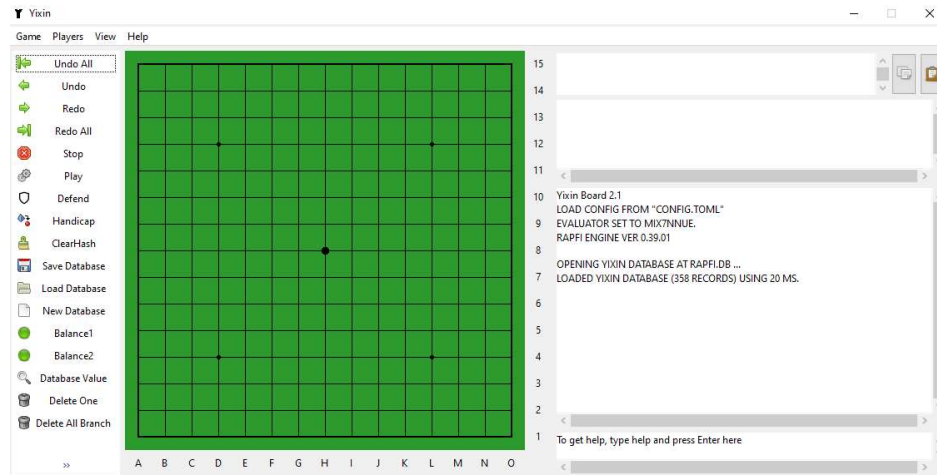 Yixin
Game Players View Help
Undo All
Undo
Redo
Redo All
Stop
Play
Defend
Handicap
ClearHash
Save Database
Load Database
New Database
Balance1
Balance2
Database Value
Delete One
Delete All Branch
»
15
14
13
12
11
10
9
8
7
6
5
4
3
2
1
A B C D E F G H I J K L M N O
Yixin Board 2.1
LOAD CONFIG FROM "CONFIG.TOML"
EVALUATOR SET TO MIX7NNUE.
RAPFI ENGINE VER 0.39.01
OPENING YIXIN DATABASE AT RAPFI.DB ...
LOADED YIXIN DATABASE (358 RECORDS) USING 20 MS.
To get help, type help and press Enter here